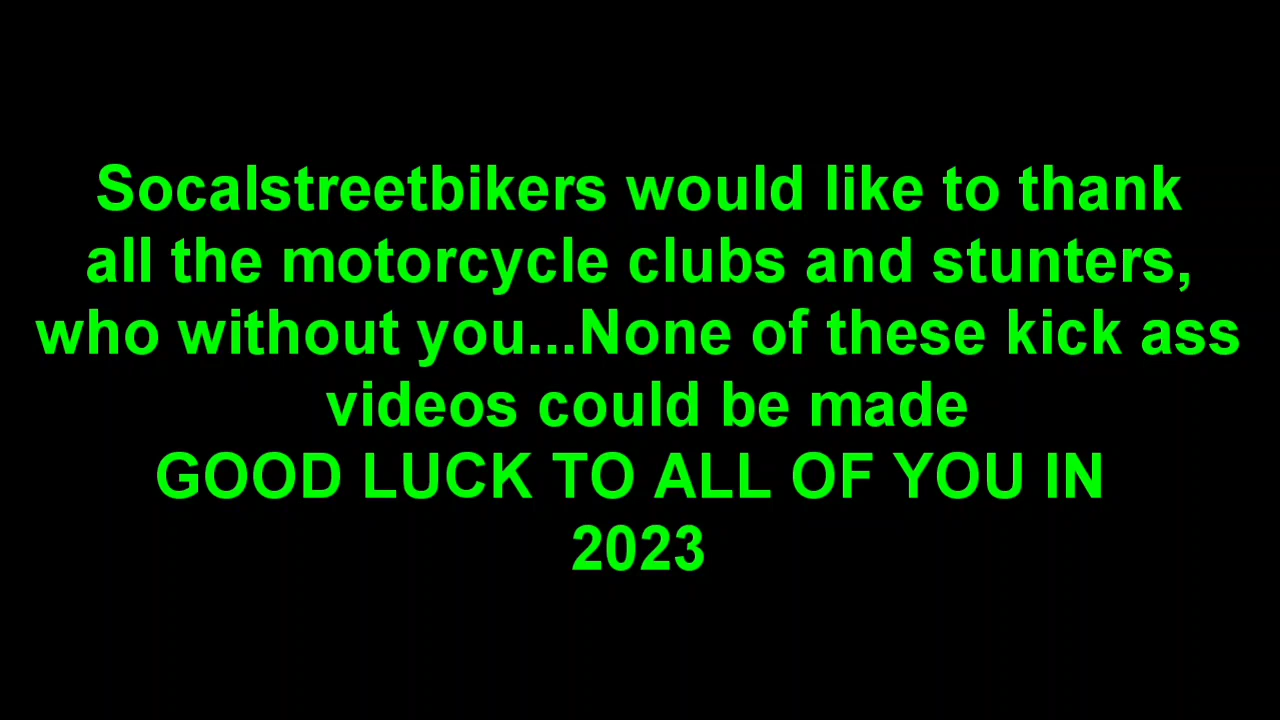 Socalstreetbikers would like to thank
all the motorcycle clubs and stunters,
who without you...None of these kick ass
videos could be made
GOOD LUCK TO ALL OF YOU IN
2023